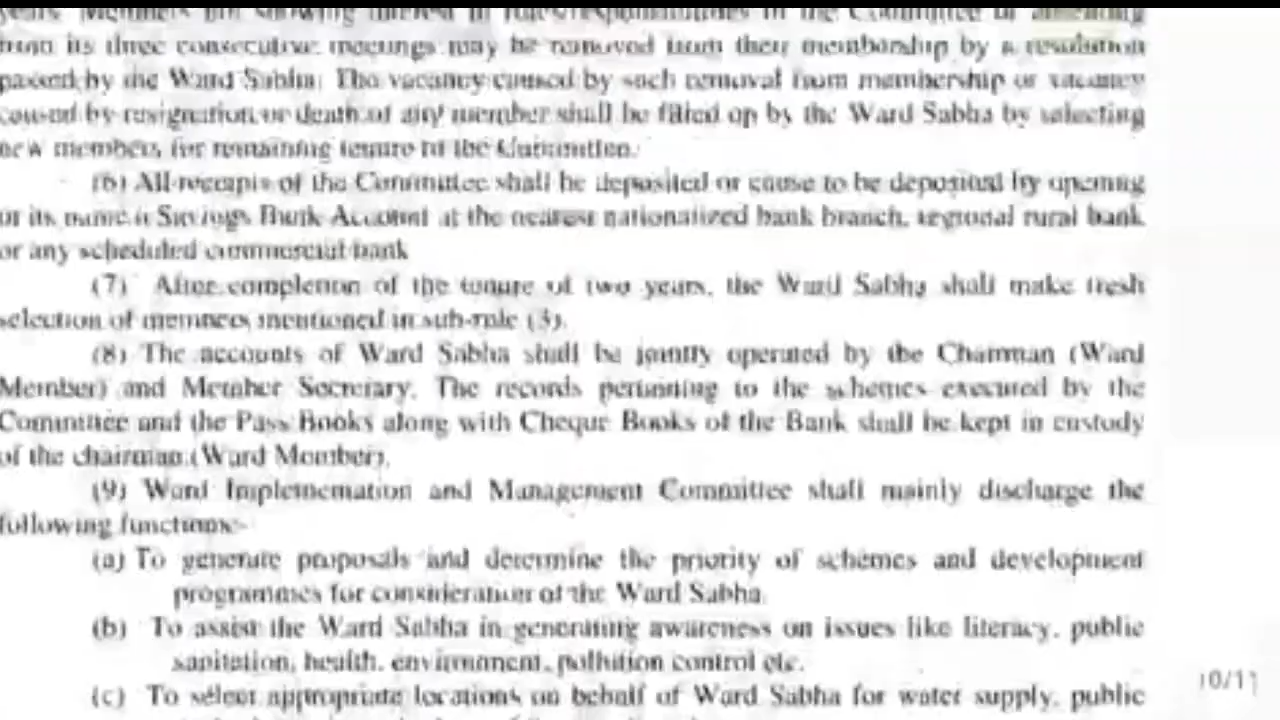 years. Members not showing interest in
from its three consecutive meetings may be removed from their membership by a resolution
passed by the Ward Sabha. The vacancy caused by such removal from membership or vacancy
caused by resignation or death of any member shall be filled up by the Ward Sabha by selecting
new members for remaining tenure of the Committee.
(6) All receipts of the Committee shall be deposited or cause to be deposited by opening
its name a Savings Bank Account at the nearest nationalized bank branch, regional rural bank
or any scheduled commercial bank
(7) After completion of the tenure of two years, the Ward Sabha shall make fresh
selection of members mentioned in sub-rule (3).
(8) The accounts of Ward Sabha shall be jointly operated by the Chairman (Ward
Member) and Member Secretary. The records pertaining to the schemes executed by the
Committee and the Pass Books along with Cheque Books of the Bank shall be kept in custody
of the chairman (Ward Member).
(9) Ward Implementation and Management Committee shall mainly discharge the
following functions:-
(a) To generate proposals and determine the priority of schemes and development
programmes for consideration of the Ward Sabha.
(b) To assist the Ward Sabha in generating awareness on issues like literacy, public
sanitation, health, environment, pollution control etc.
(c) To select appropriate locations on behalf of Ward Sabha for water supply, public
10/11